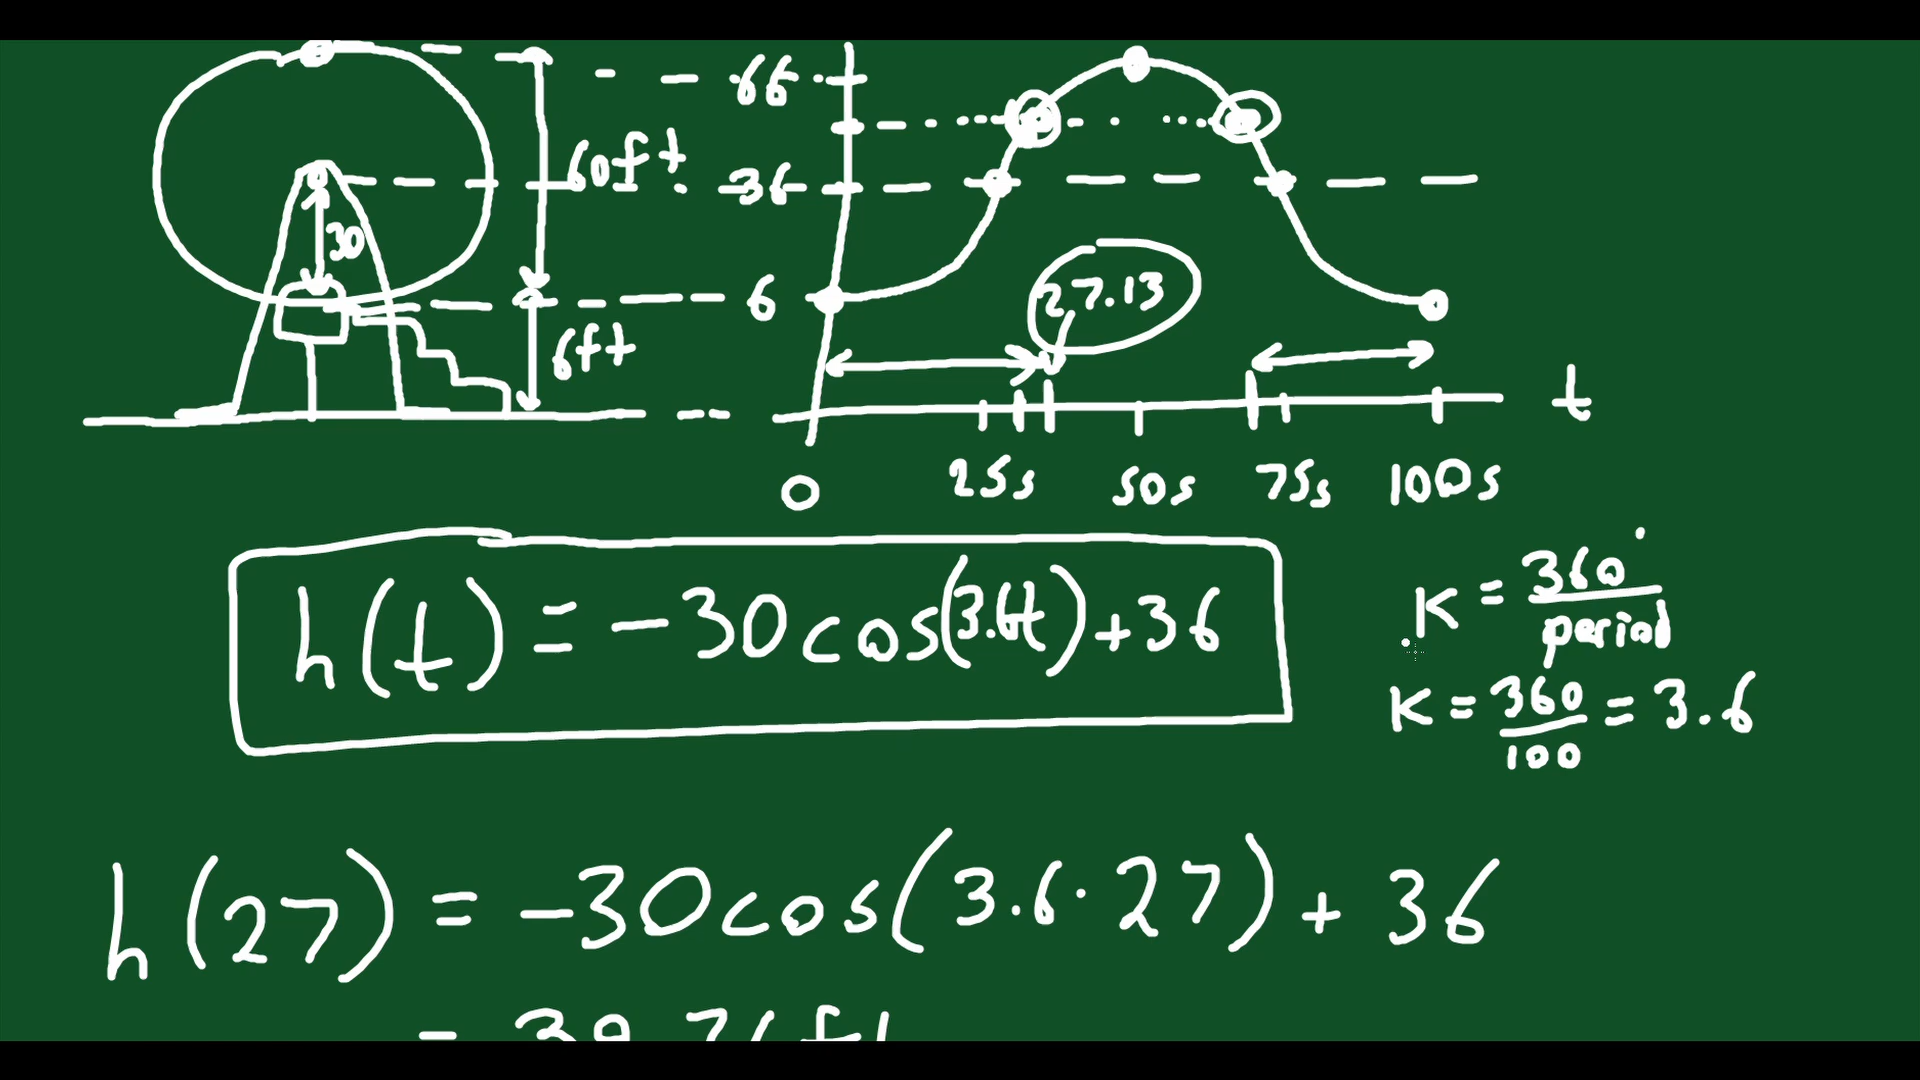 66
60ft
36
30
27.13
6
6ft
t
0 25s 50s 75s 100s
h(t) = -30cos(3.6t)+36
K = 360°/period
K = 360/100 = 3.6
h(27) = -30cos(3.6·27) + 36